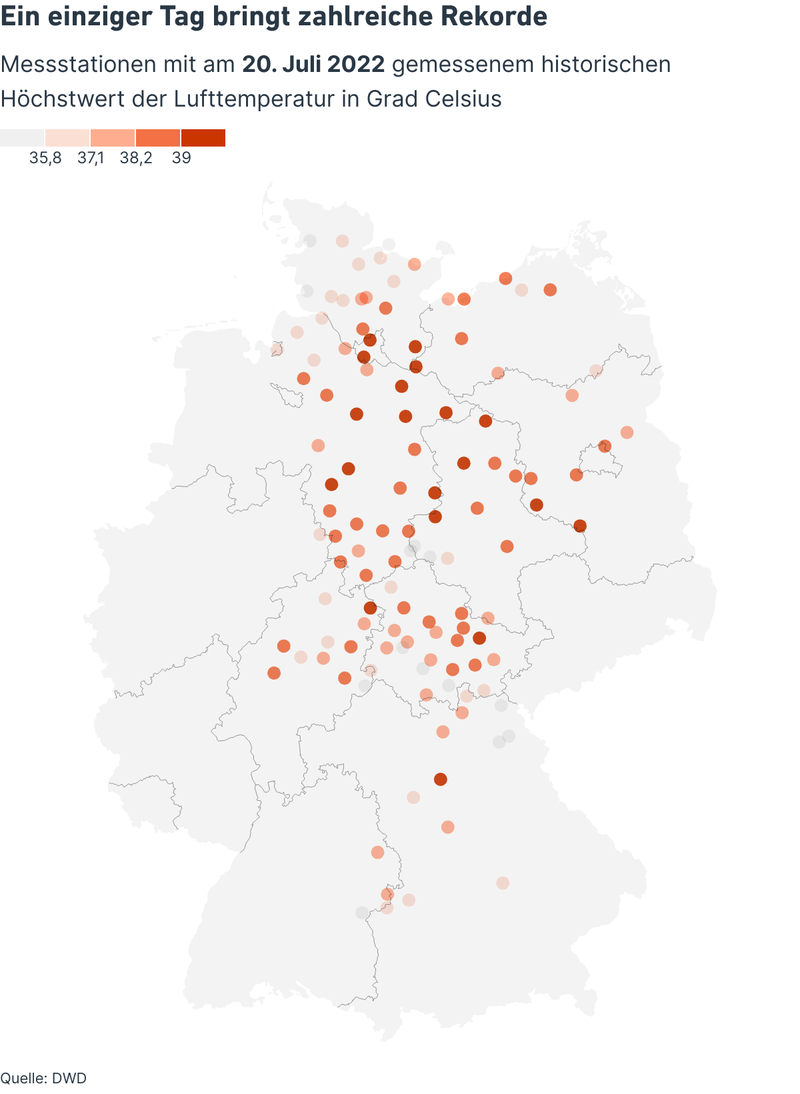 Ein einziger Tag bringt zahlreiche Rekorde
Messstationen mit am 20. Juli 2022 gemessenem historischen
Höchstwert der Lufttemperatur in Grad Celsius
35,8 37,1 38,2 39
Quelle: DWD